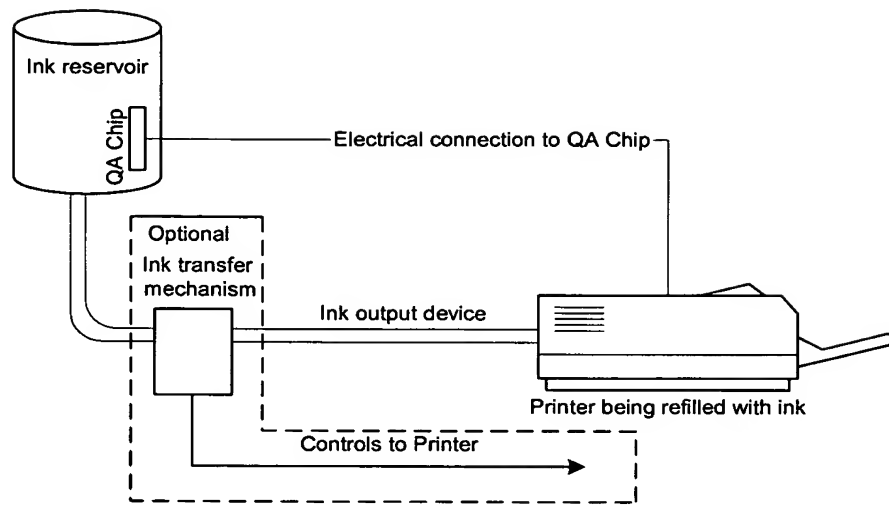 Ink reservoir
QA Chip
Electrical connection to QA Chip
Optional
Ink transfer
mechanism
Ink output device
Printer being refilled with ink
Controls to Printer